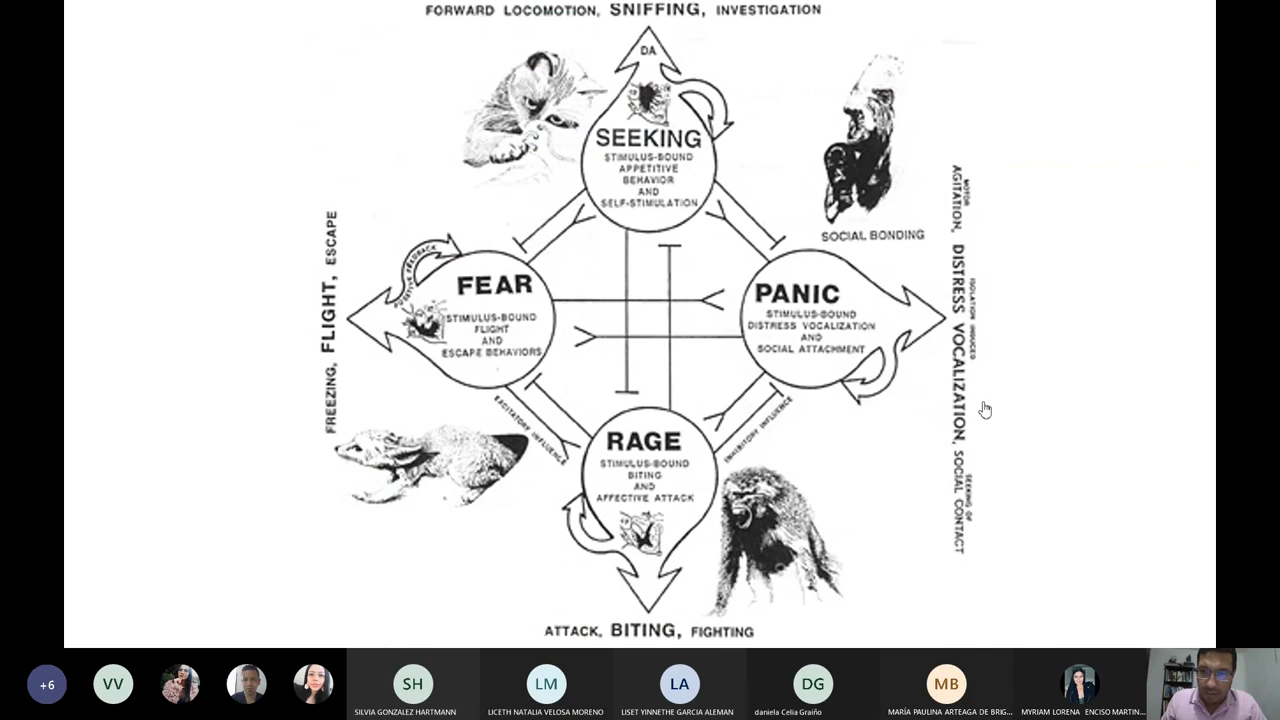 FORWARD LOCOMOTION, SNIFFING, INVESTIGATION
DA
SEEKING
STIMULUS-BOUND
APPETITIVE
BEHAVIOR
AND
SELF-STIMULATION
SOCIAL BONDING
FREEZING, FLIGHT, ESCAPE
POSITIVE FEEDBACK
FEAR
STIMULUS-BOUND
FLIGHT
AND
ESCAPE BEHAVIORS
PANIC
STIMULUS-BOUND
DISTRESS VOCALIZATION
AND
SOCIAL ATTACHMENT
MOTOR
AGITATION,
ISOLATION INDUCED
DISTRESS VOCALIZATION,
SEEKING OF
SOCIAL CONTACT
EXCITATORY INFLUENCE
INHIBITORY INFLUENCE
RAGE
STIMULUS-BOUND
BITING
AND
AFFECTIVE ATTACK
ATTACK, BITING, FIGHTING
+6
VV
SH
SILVIA GONZALEZ HARTMANN
LM
LICETH NATALIA VELOSA MORENO
LA
LISET YINNETHE GARCIA ALEMAN
DG
daniela Celia Graiño
MB
MARÍA PAULINA ARTEAGA DE BRIG...
MYRIAM LORENA ENCISO MARTIN...